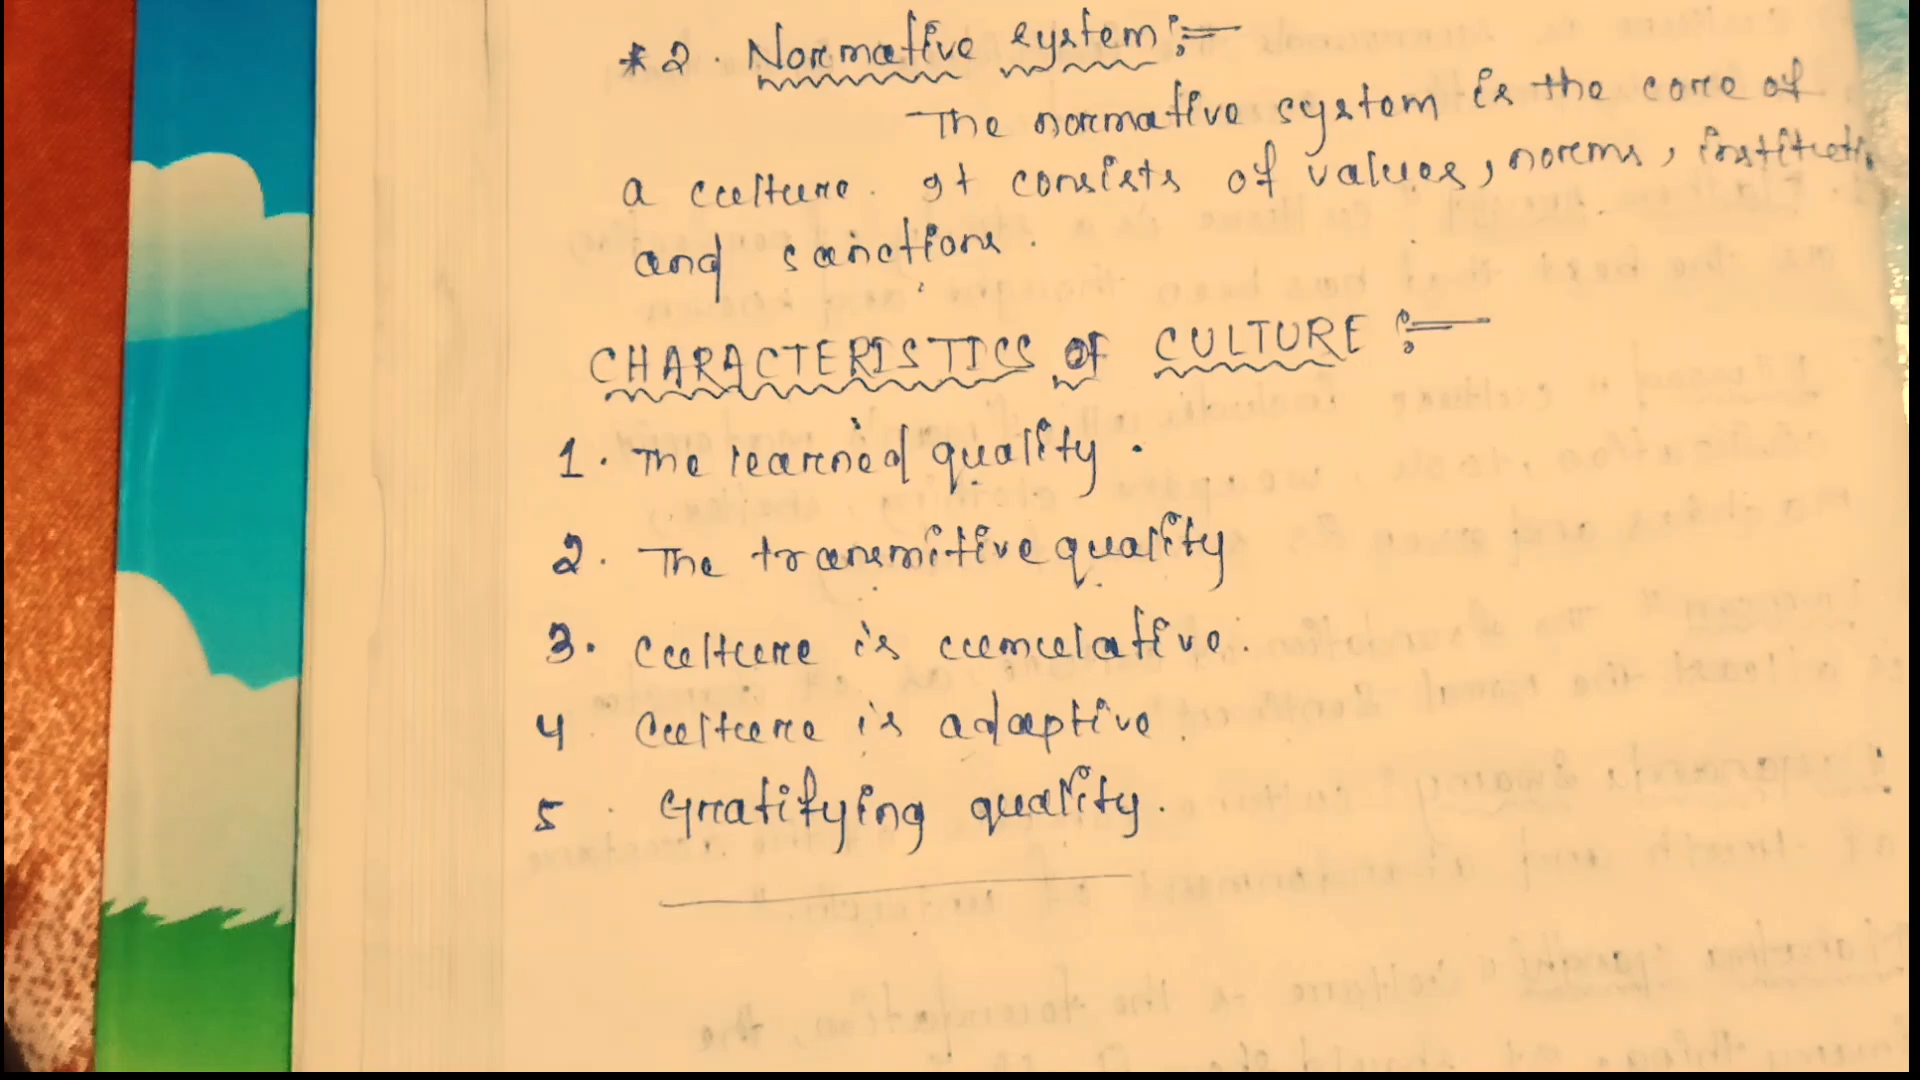 *2. Normative system:-
The normative system is the core of
a culture. It consists of values, norms,
and sanctions.
CHARACTERISTICS OF CULTURE :-
1. The learned quality.
2. The transmitive quality
3. Culture is cumulative.
4 Culture is adaptive.
5. Gratifying quality.